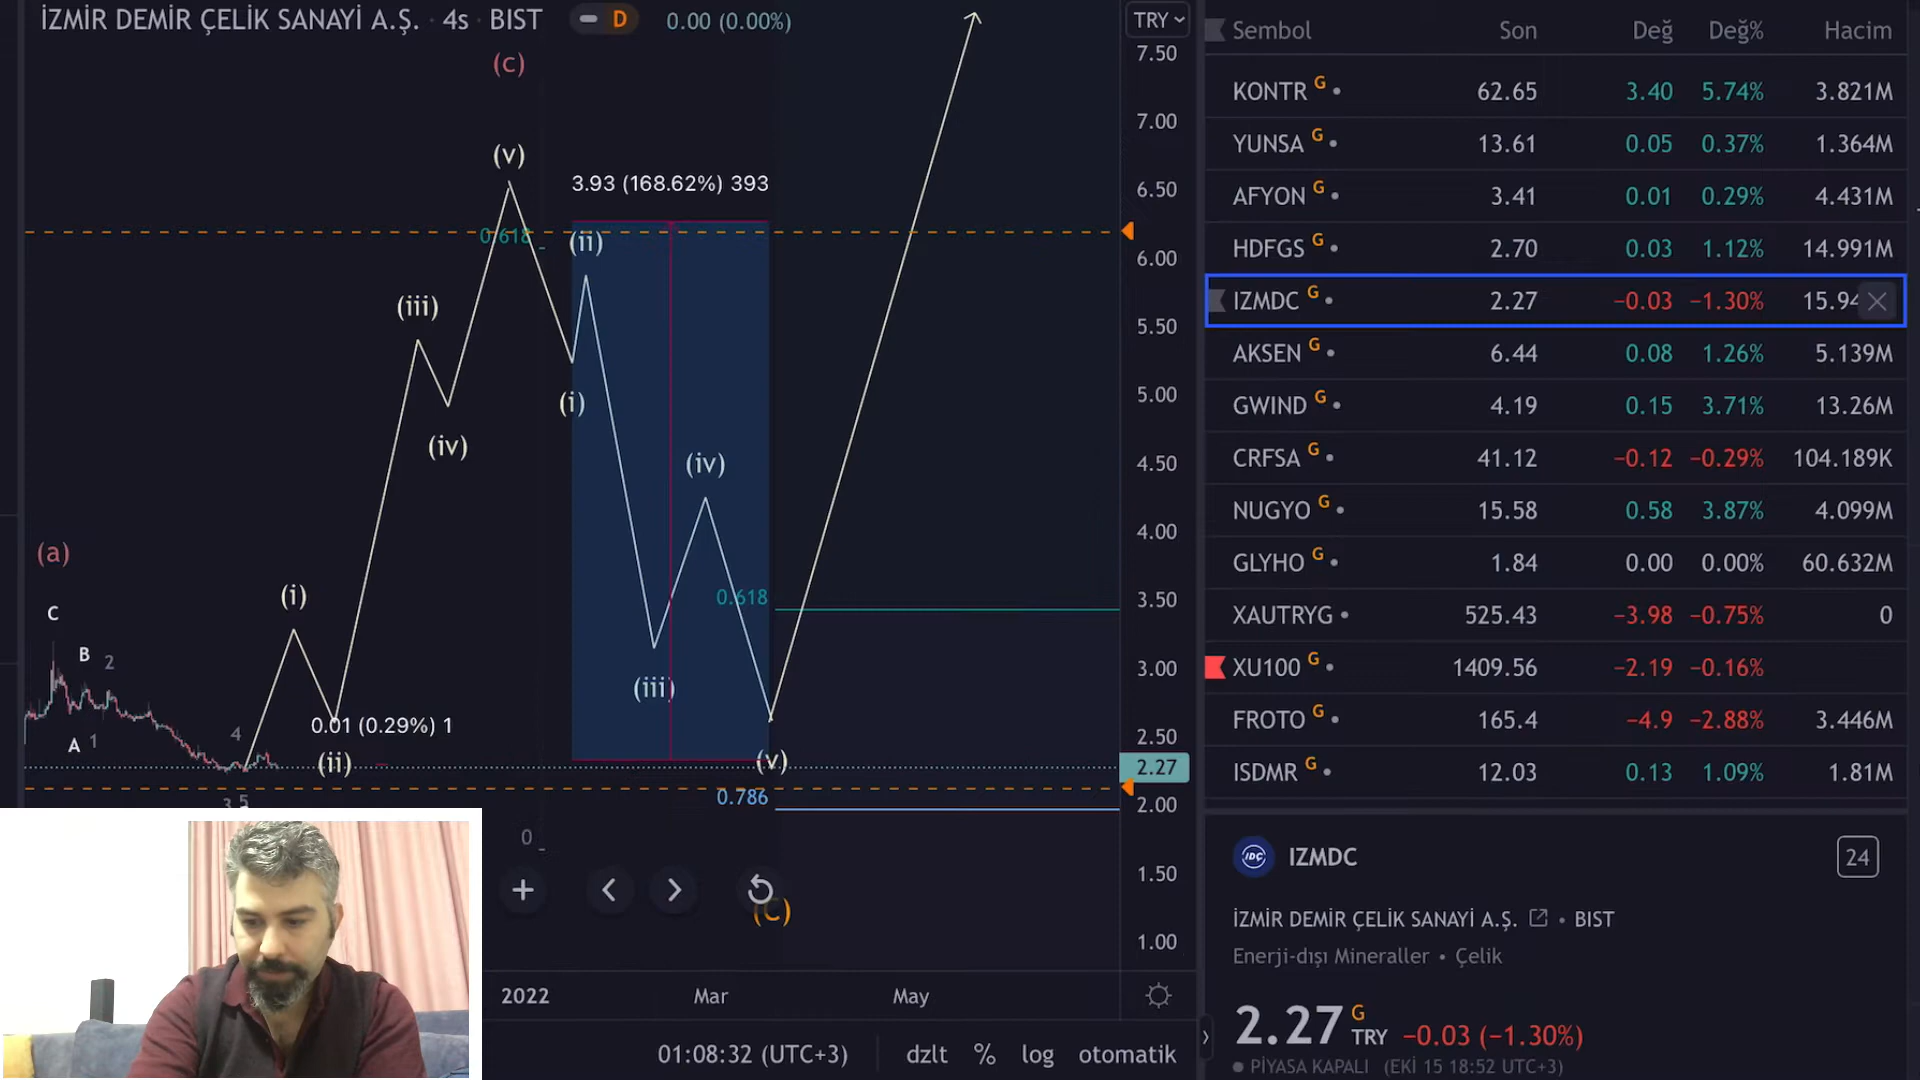 İZMİR DEMİR ÇELİK SANAYİ A.Ş. · 4s · BIST
D
0.00 (0.00%)
TRY
7.50
7.00
6.50
6.00
5.50
5.00
4.50
4.00
3.50
3.00
2.50
2.27
2.00
1.50
1.00
(c)
(v)
3.93 (168.62%) 393
0.618
(ii)
(iii)
(i)
(iv)
(iv)
(a)
C
(i)
0.618
B 2
(iii)
A 1
4
0.01 (0.29%) 1
(ii)
(v)
0.786
3 5
0
(C)
2022
Mar
May
01:08:32 (UTC+3)
dzlt
%
log
otomatik
Sembol Son Değ Değ% Hacim
KONTR G • 62.65 3.40 5.74% 3.821M
YUNSA G • 13.61 0.05 0.37% 1.364M
AFYON G • 3.41 0.01 0.29% 4.431M
HDFGS G • 2.70 0.03 1.12% 14.991M
IZMDC G • 2.27 −0.03 −1.30% 15.94
AKSEN G • 6.44 0.08 1.26% 5.139M
GWIND G • 4.19 0.15 3.71% 13.26M
CRFSA G • 41.12 −0.12 −0.29% 104.189K
NUGYO G • 15.58 0.58 3.87% 4.099M
GLYHO G • 1.84 0.00 0.00% 60.632M
XAUTRYG • 525.43 −3.98 −0.75% 0
XU100 G • 1409.56 −2.19 −0.16%
FROTO G • 165.4 −4.9 −2.88% 3.446M
ISDMR G • 12.03 0.13 1.09% 1.81M
IDC
IZMDC
24
İZMİR DEMİR ÇELİK SANAYİ A.Ş. • BIST
Enerji-dışı Mineraller • Çelik
2.27 G TRY −0.03 (−1.30%)
• PİYASA KAPALI (EKİ 15 18:52 UTC+3)